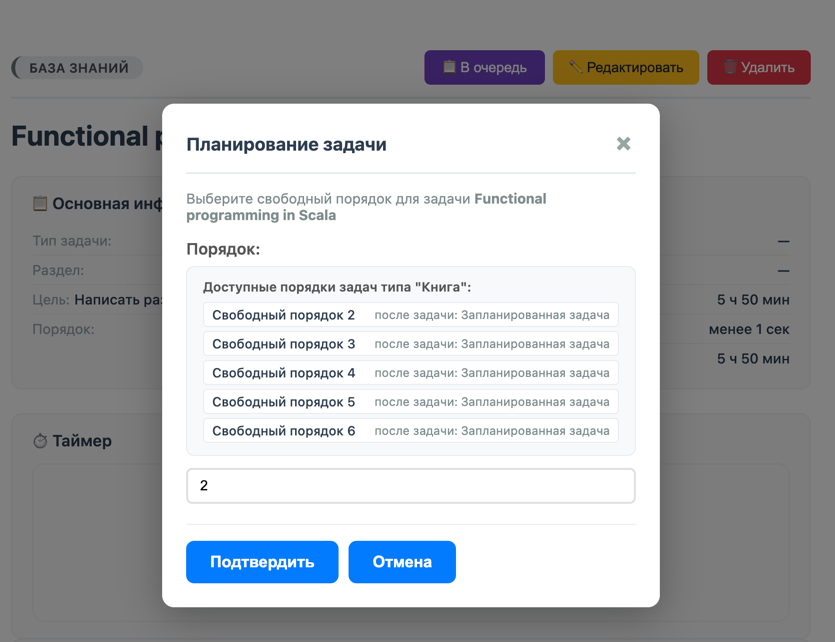 БАЗА ЗНАНИЙ
В очередь
Редактировать
Удалить
Functional
Планирование задачи
Выберите свободный порядок для задачи Functional
programming in Scala
Порядок:
Доступные порядки задач типа "Книга":
Свободный порядок 2 после задачи: Запланированная задача
Свободный порядок 3 после задачи: Запланированная задача
Свободный порядок 4 после задачи: Запланированная задача
Свободный порядок 5 после задачи: Запланированная задача
Свободный порядок 6 после задачи: Запланированная задача
2
Подтвердить
Отмена
Основная инф
Тип задачи: —
Раздел: —
Цель: Написать раз 5 ч 50 мин
Порядок: менее 1 сек
5 ч 50 мин
Таймер